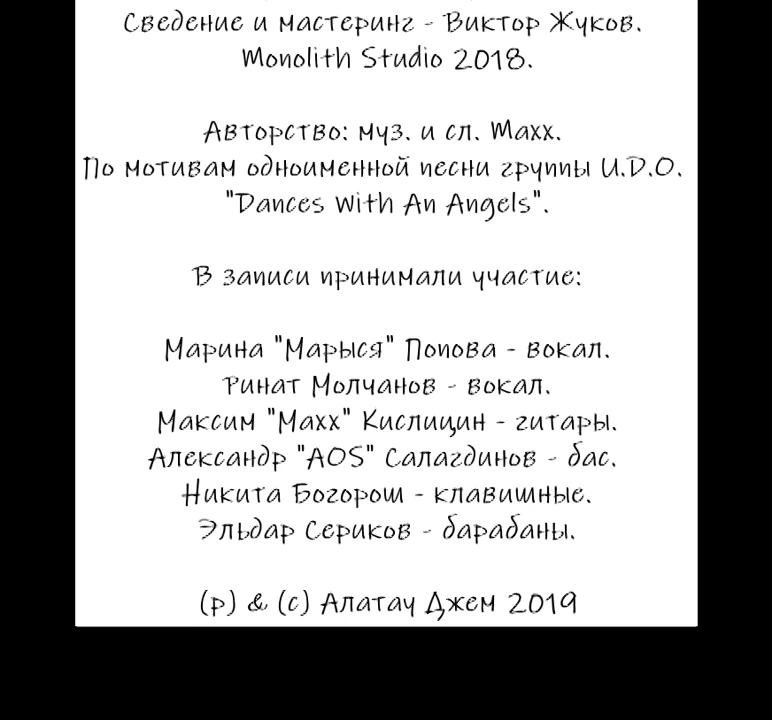 Сведение и мастеринг - Виктор Жуков.
Monolith Studio 2018.
Авторство: муз. и сл. Maxx.
По мотивам одноименной песни группы U.D.O.
"Dances With An Angels".
В записи принимали участие:
Марина "Марыся" Попова - вокал.
Ринат Молчанов - вокал.
Максим "Maxx" Кислицин - гитары.
Александр "AOS" Салагдинов - бас.
Никита Богорош - клавишные.
Эльдар Сериков - барабаны.
(p) & (c) Алатау Джем 2019